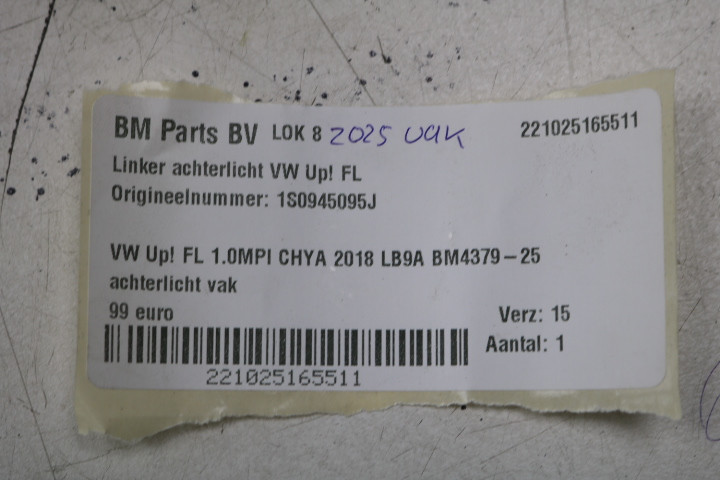 BM Parts BV LOK 8 2025 vak 221025165511
Linker achterlicht VW Up! FL
Origineelnummer: 1S0945095J
VW Up! FL 1.0MPI CHYA 2018 LB9A BM4379-25
achterlicht vak
99 euro Verz: 15
Aantal: 1
221025165511